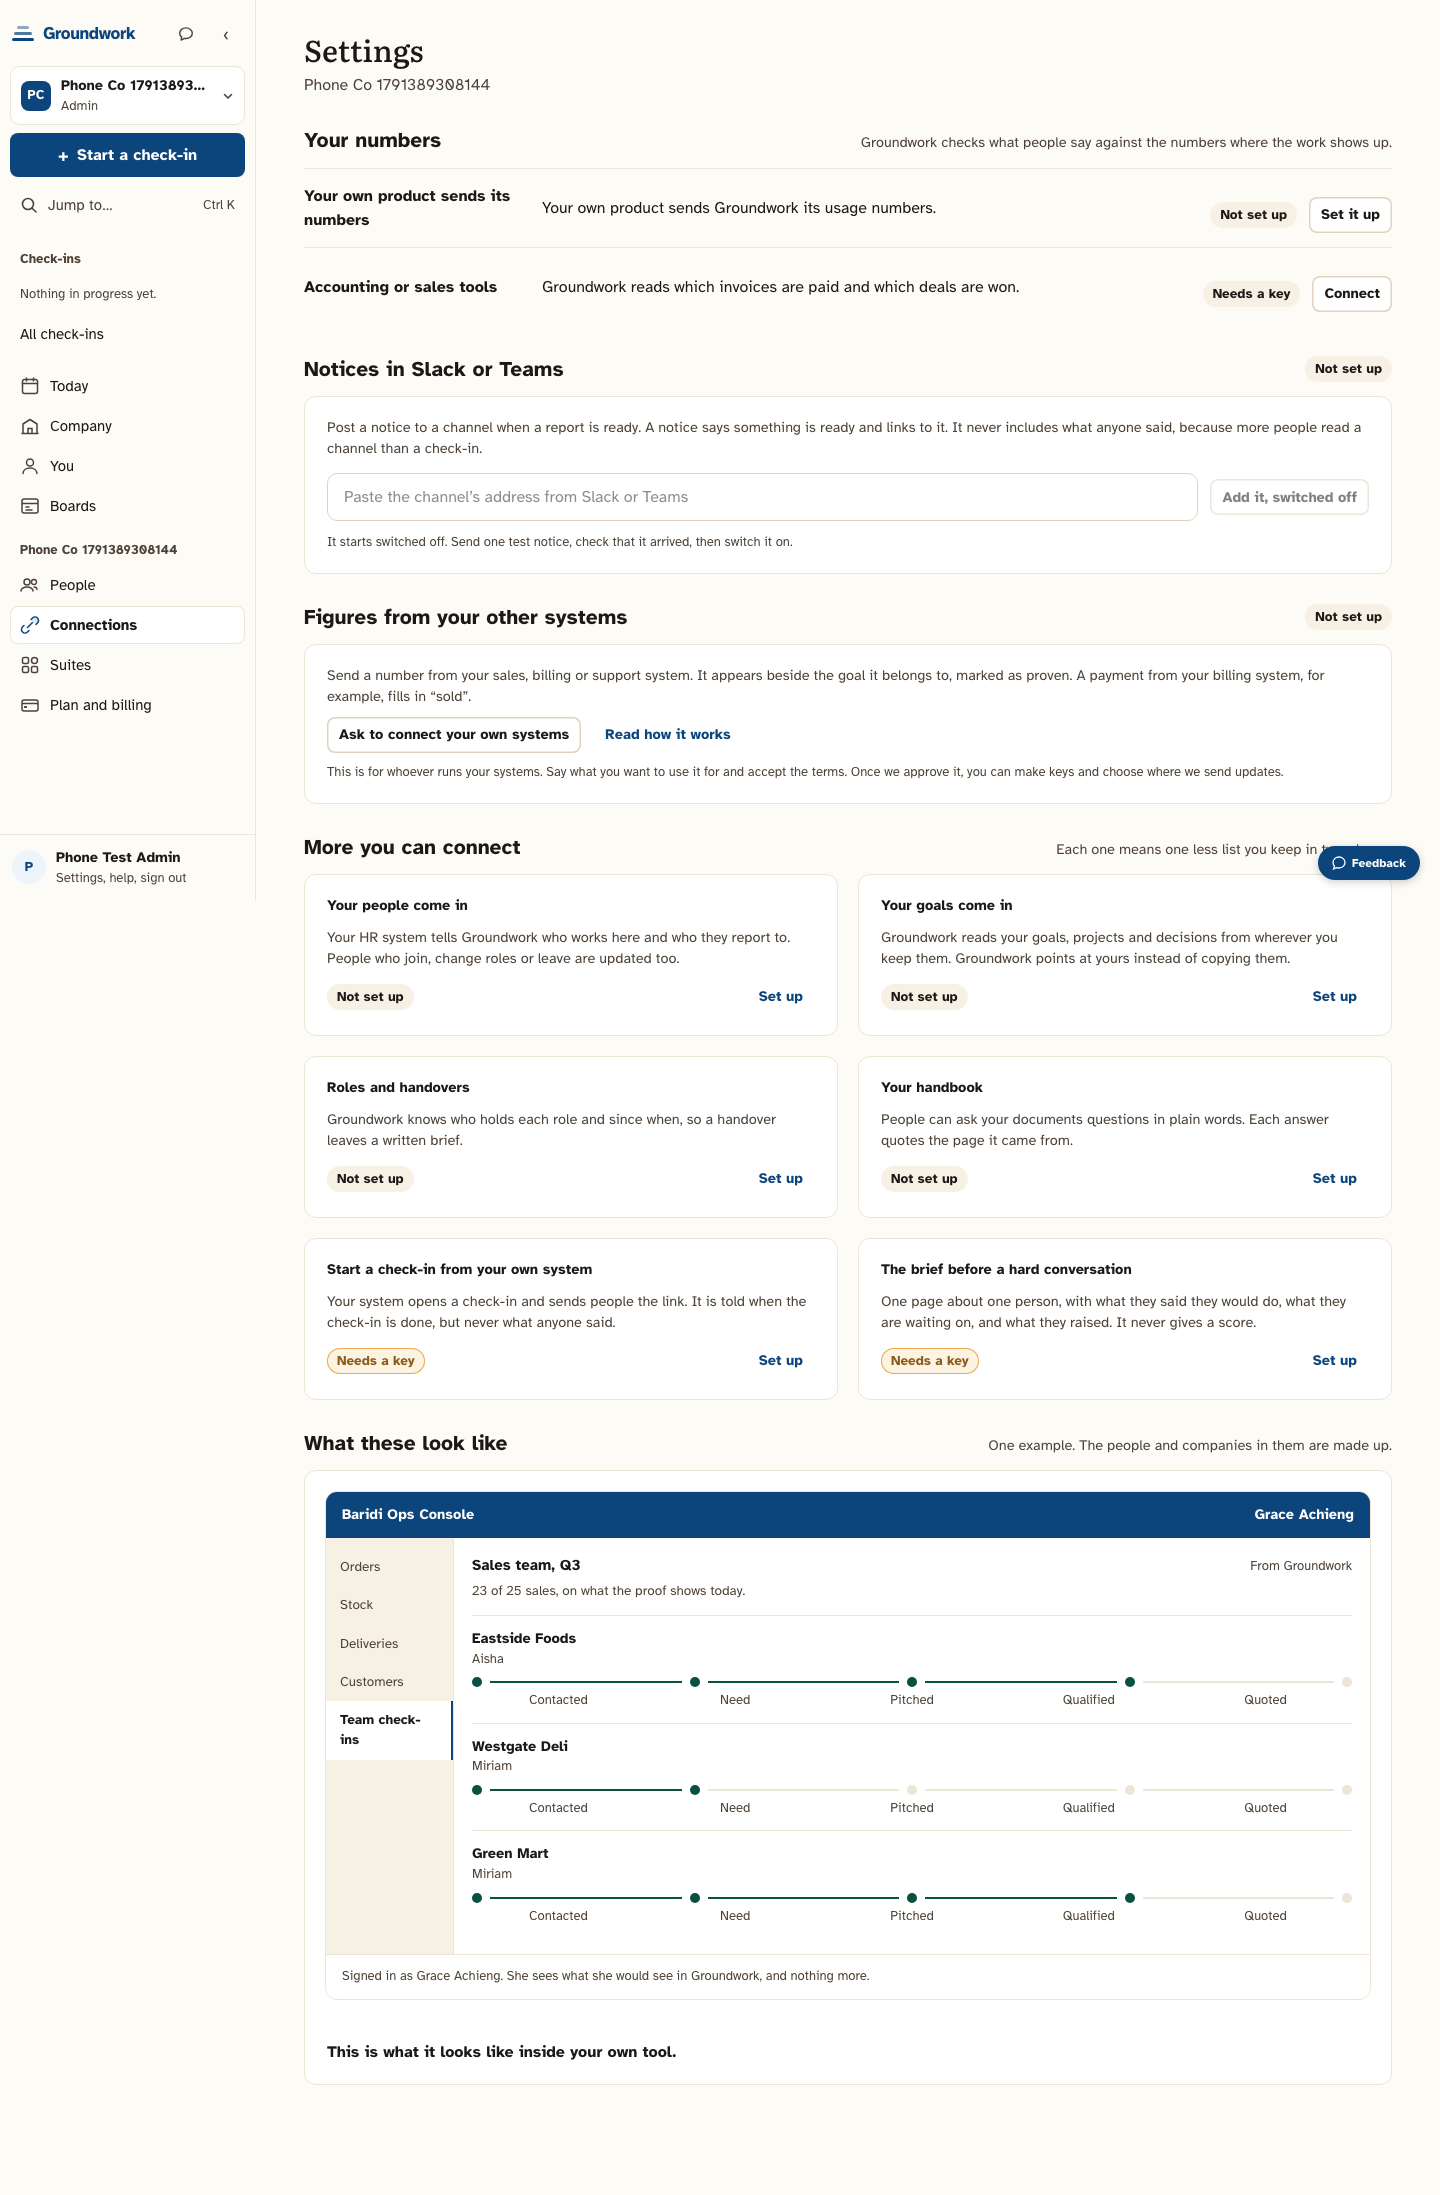 Groundwork
PC
Phone Co 17913893...
Admin
+ Start a check-in
Jump to...
Ctrl K
Check-ins
Nothing in progress yet.
All check-ins
Today
Company
You
Boards
Phone Co 1791389308144
People
Connections
Suites
Plan and billing
P
Phone Test Admin
Settings, help, sign out
Settings
Phone Co 1791389308144
Your numbers
Groundwork checks what people say against the numbers where the work shows up.
Your own product sends its
numbers
Your own product sends Groundwork its usage numbers.
Not set up
Set it up
Accounting or sales tools
Groundwork reads which invoices are paid and which deals are won.
Needs a key
Connect
Notices in Slack or Teams
Not set up
Post a notice to a channel when a report is ready. A notice says something is ready and links to it. It never includes what anyone said, because more people read a
channel than a check-in.
Paste the channel's address from Slack or Teams
Add it, switched off
It starts switched off. Send one test notice, check that it arrived, then switch it on.
Figures from your other systems
Not set up
Send a number from your sales, billing or support system. It appears beside the goal it belongs to, marked as proven. A payment from your billing system, for
example, fills in “sold”.
Ask to connect your own systems
Read how it works
This is for whoever runs your systems. Say what you want to use it for and accept the terms. Once we approve it, you can make keys and choose where we send updates.
More you can connect
Each one means one less list you keep in
Feedback
Your people come in
Your HR system tells Groundwork who works here and who they report to.
People who join, change roles or leave are updated too.
Not set up
Set up
Your goals come in
Groundwork reads your goals, projects and decisions from wherever you
keep them. Groundwork points at yours instead of copying them.
Not set up
Set up
Roles and handovers
Groundwork knows who holds each role and since when, so a handover
leaves a written brief.
Not set up
Set up
Your handbook
People can ask your documents questions in plain words. Each answer
quotes the page it came from.
Not set up
Set up
Start a check-in from your own system
Your system opens a check-in and sends people the link. It is told when the
check-in is done, but never what anyone said.
Needs a key
Set up
The brief before a hard conversation
One page about one person, with what they said they would do, what they
are waiting on, and what they raised. It never gives a score.
Needs a key
Set up
What these look like
One example. The people and companies in them are made up.
Baridi Ops Console
Grace Achieng
Orders
Stock
Deliveries
Customers
Team check-
ins
Sales team, Q3
From Groundwork
23 of 25 sales, on what the proof shows today.
Eastside Foods
Aisha
Contacted
Need
Pitched
Qualified
Quoted
Westgate Deli
Miriam
Contacted
Need
Pitched
Qualified
Quoted
Green Mart
Miriam
Contacted
Need
Pitched
Qualified
Quoted
Signed in as Grace Achieng. She sees what she would see in Groundwork, and nothing more.
This is what it looks like inside your own tool.